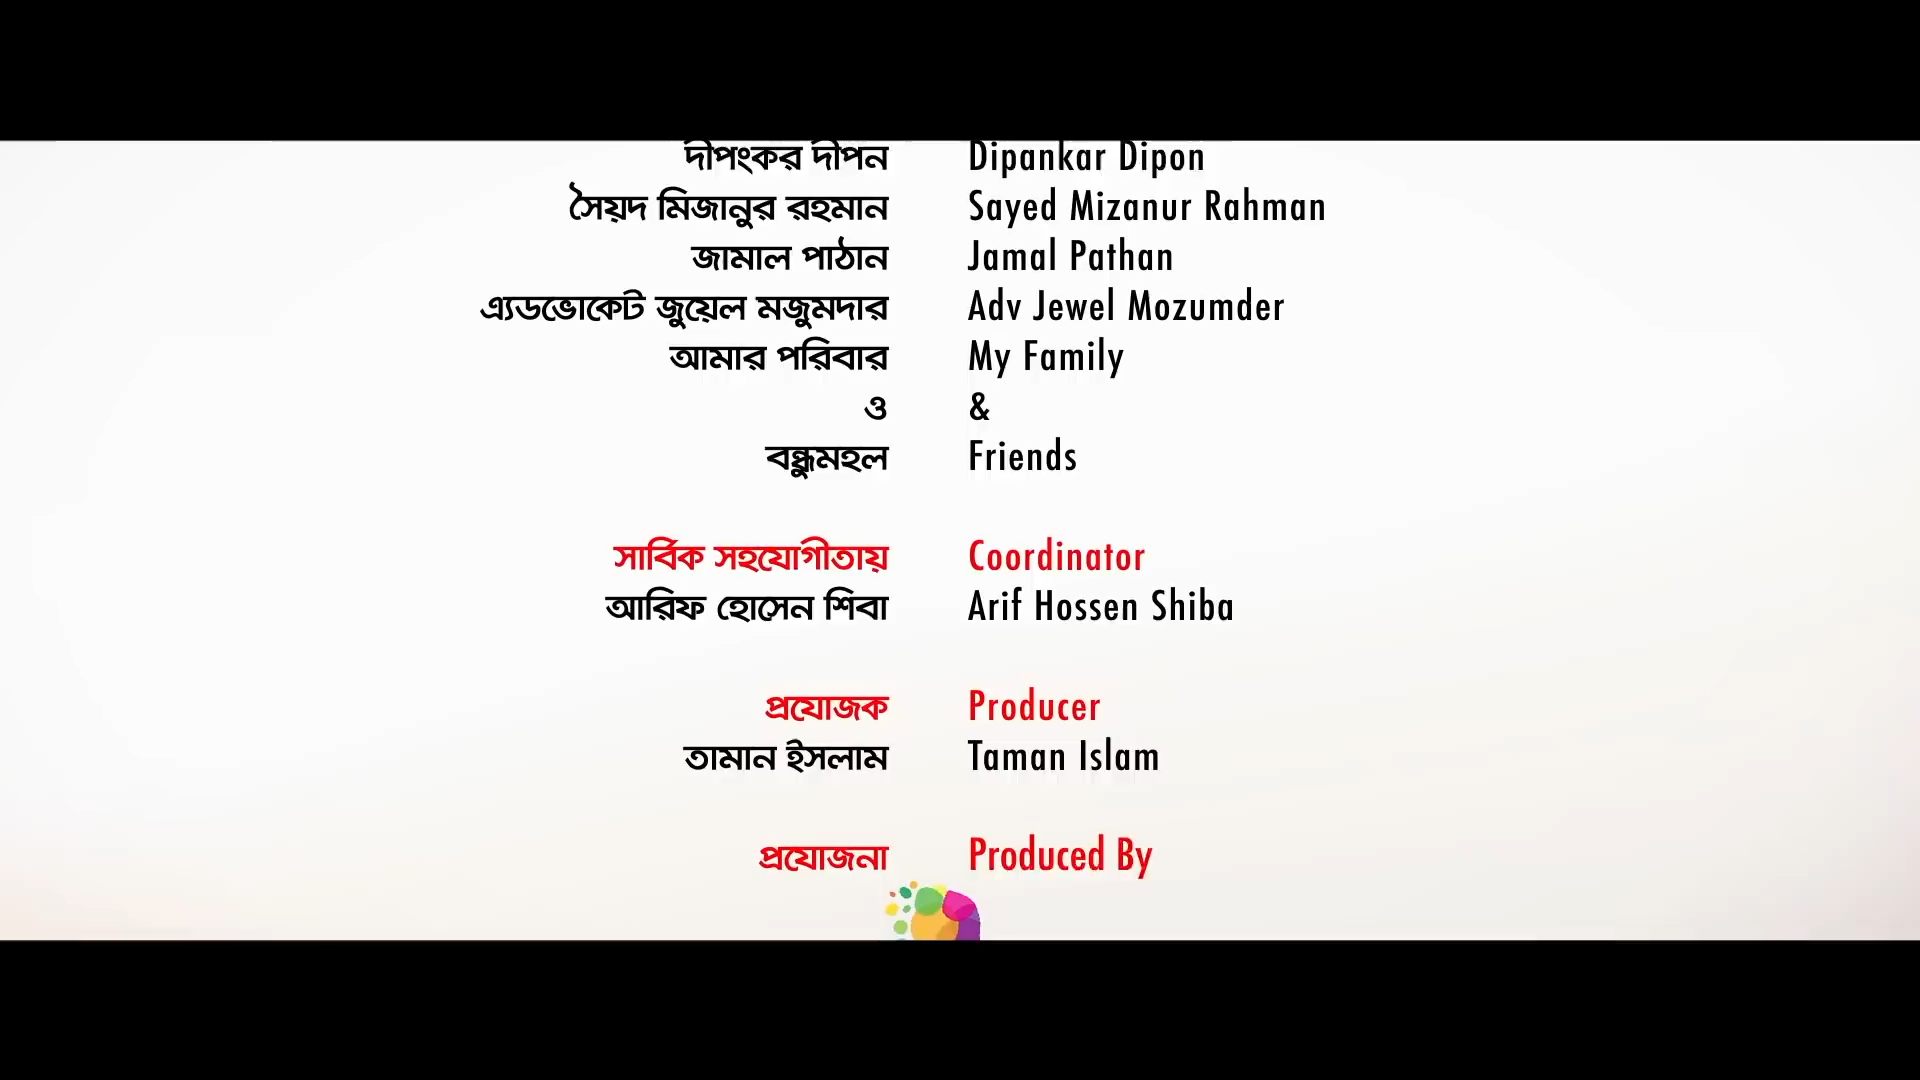 দীপংকর দীপন Dipankar Dipon
সৈয়দ মিজানুর রহমান Sayed Mizanur Rahman
জামাল পাঠান Jamal Pathan
এ্যডভোকেট জুয়েল মজুমদার Adv Jewel Mozumder
আমার পরিবার My Family
ও &
বন্ধুমহল Friends
সার্বিক সহযোগীতায় Coordinator
আরিফ হোসেন শিবা Arif Hossen Shiba
প্রযোজক Producer
তামান ইসলাম Taman Islam
প্রযোজনা Produced By